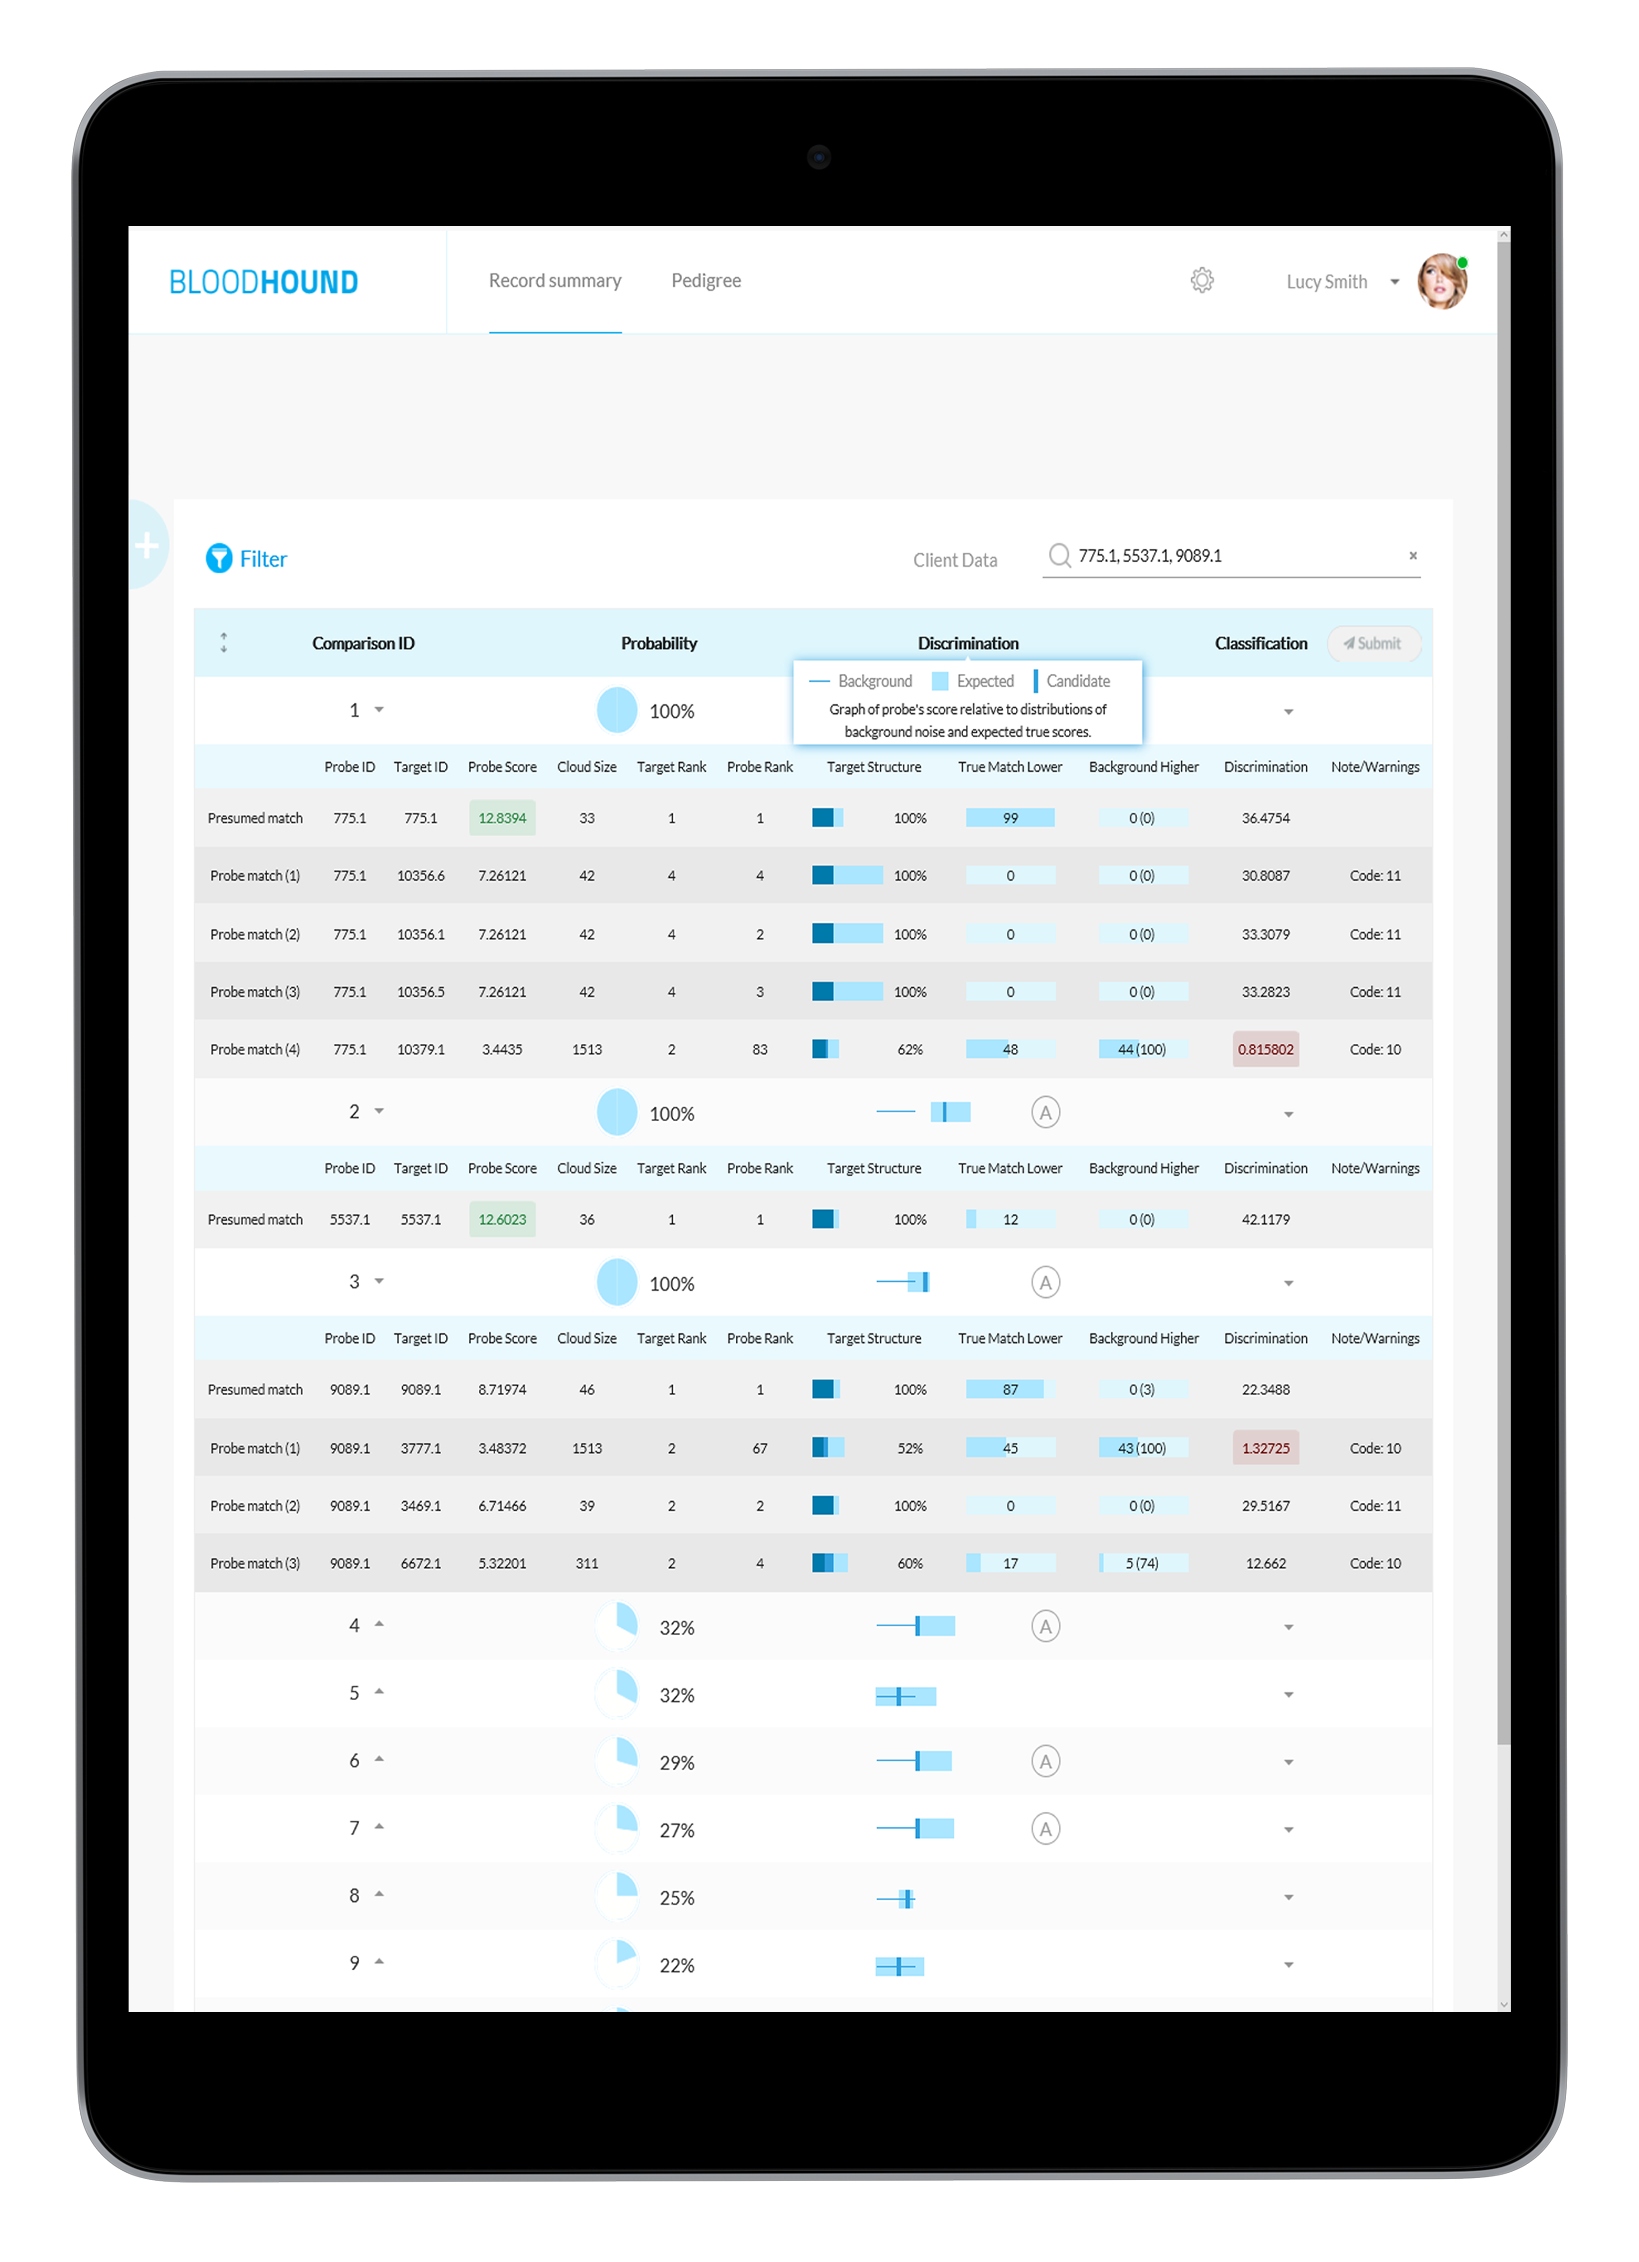 BLOODHOUND Record summary Pedigree Lucy Smith
Filter Client Data 775.1, 5537.1, 9089.1 ×
Comparison ID Probability Discrimination Classification Submit
Background Expected Candidate
Graph of probe's score relative to distributions of
background noise and expected true scores.
1 100%
Probe ID Target ID Probe Score Cloud Size Target Rank Probe Rank Target Structure True Match Lower Background Higher Discrimination Note/Warnings
Presumed match 775.1 775.1 12.8394 33 1 1 100% 99 0 (0) 36.4754
Probe match (1) 775.1 10356.6 7.26121 42 4 4 100% 0 0 (0) 30.8087 Code: 11
Probe match (2) 775.1 10356.1 7.26121 42 4 2 100% 0 0 (0) 33.3079 Code: 11
Probe match (3) 775.1 10356.5 7.26121 42 4 3 100% 0 0 (0) 33.2823 Code: 11
Probe match (4) 775.1 10379.1 3.4435 1513 2 83 62% 48 44 (100) 0.815802 Code: 10
2 100% A
Probe ID Target ID Probe Score Cloud Size Target Rank Probe Rank Target Structure True Match Lower Background Higher Discrimination Note/Warnings
Presumed match 5537.1 5537.1 12.6023 36 1 1 100% 12 0 (0) 42.1179
3 100% A
Probe ID Target ID Probe Score Cloud Size Target Rank Probe Rank Target Structure True Match Lower Background Higher Discrimination Note/Warnings
Presumed match 9089.1 9089.1 8.71974 46 1 1 100% 87 0 (3) 22.3488
Probe match (1) 9089.1 3777.1 3.48372 1513 2 67 52% 45 43 (100) 1.32725 Code: 10
Probe match (2) 9089.1 3469.1 6.71466 39 2 2 100% 0 0 (0) 29.5167 Code: 11
Probe match (3) 9089.1 6672.1 5.32201 311 2 4 60% 17 5 (74) 12.662 Code: 10
4 32% A
5 32%
6 29% A
7 27% A
8 25%
9 22%